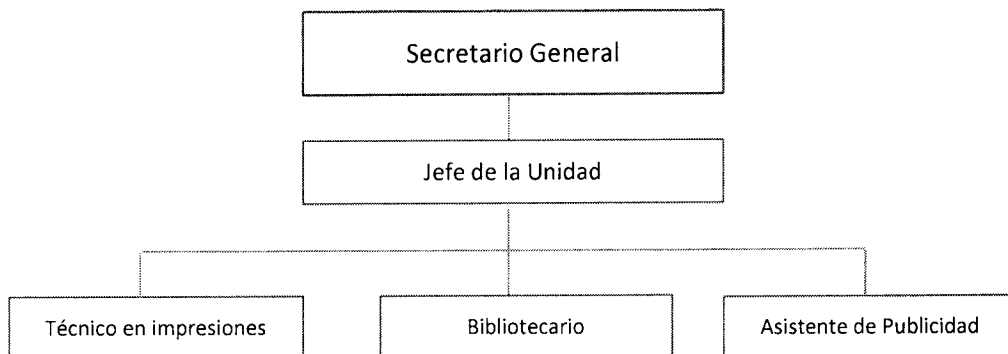 Secretario General
Jefe de la Unidad
Técnico en impresiones
Bibliotecario
Asistente de Publicidad